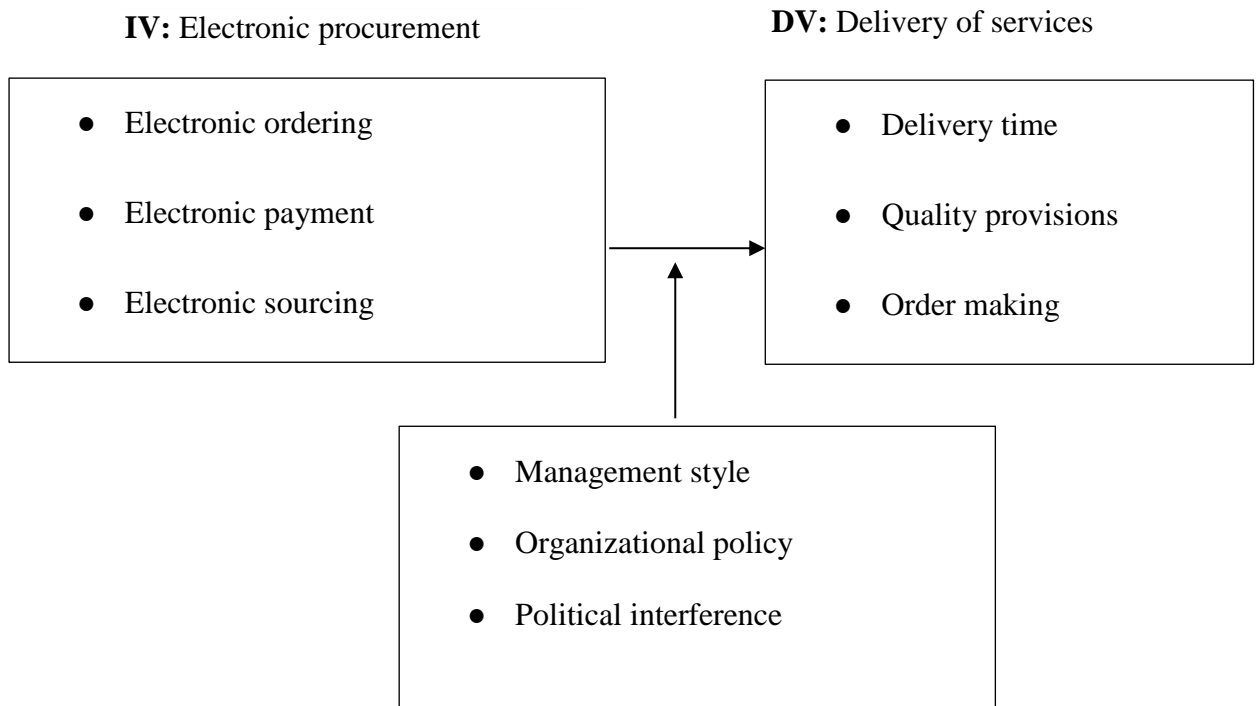 IV: Electronic procurement
DV: Delivery of services
● Electronic ordering
● Electronic payment
● Electronic sourcing
● Delivery time
● Quality provisions
● Order making
● Management style
● Organizational policy
● Political interference